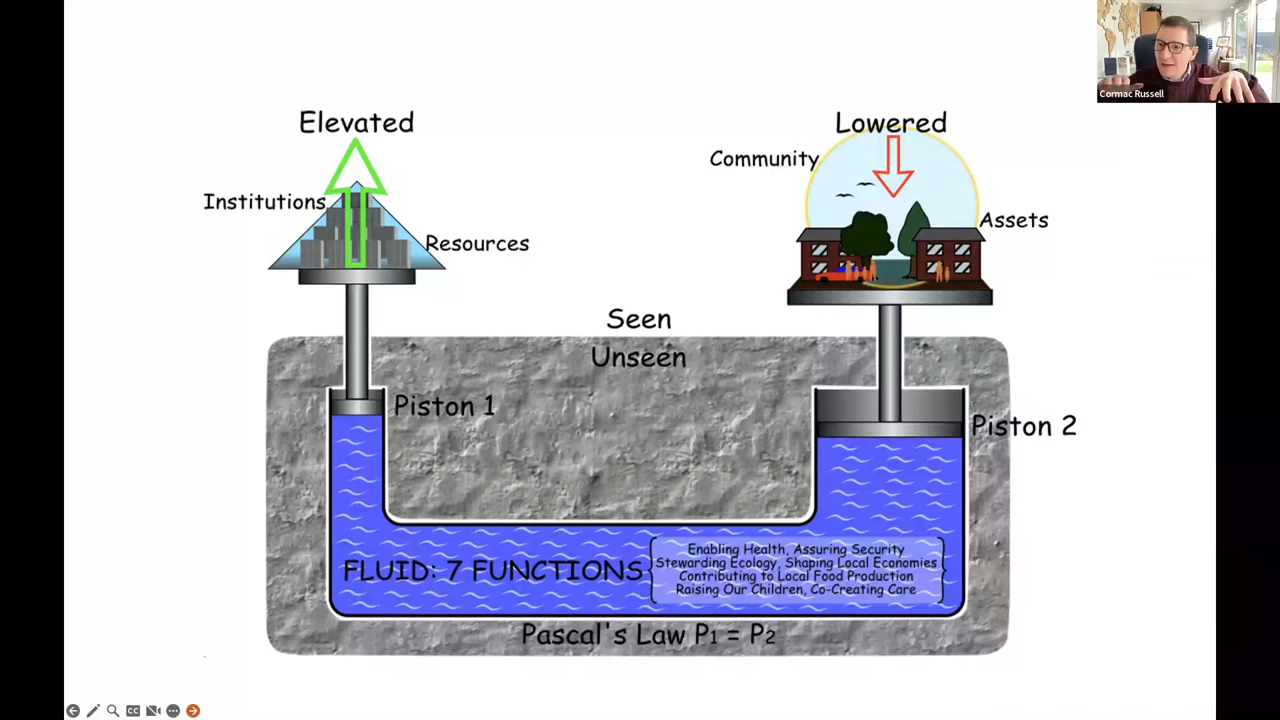 Cormac Russell
Elevated
Lowered
Community
Institutions
Assets
Resources
Seen
Unseen
Piston 1
Piston 2
FLUID: 7 FUNCTIONS
Enabling Health, Assuring Security
Stewarding Ecology, Shaping Local Economies
Contributing to Local Food Production
Raising Our Children, Co-Creating Care
Pascal's Law P1 = P2
CC